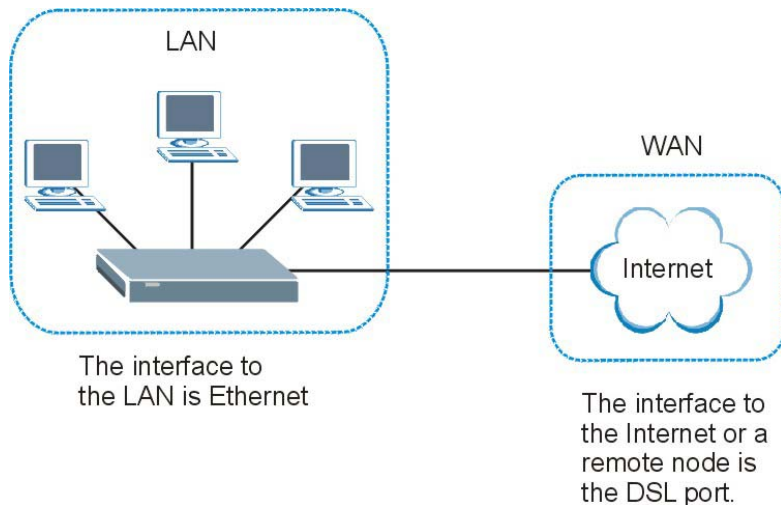 LAN
WAN
Internet
The interface to
the LAN is Ethernet
The interface to
the Internet or a
remote node is
the DSL port.